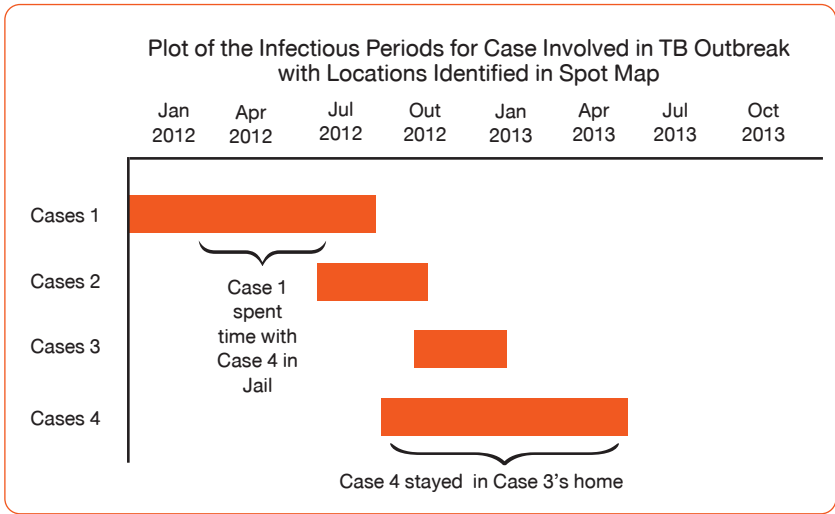 Plot of the Infectious Periods for Case Involved in TB Outbreak
with Locations Identified in Spot Map
Jan 2012
Apr 2012
Jul 2012
Out 2012
Jan 2013
Apr 2013
Jul 2013
Oct 2013
Cases 1
Cases 2
Case 1
spent
time with
Case 4 in
Jail
Cases 3
Cases 4
Case 4 stayed in Case 3's home